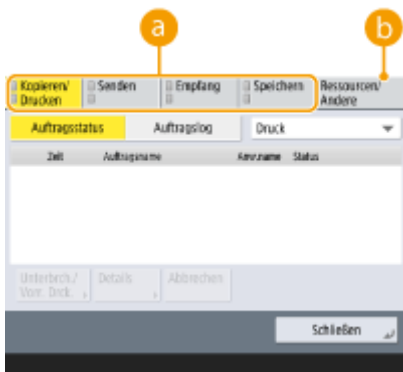 a
b
Kopieren/
Drucken
Senden
Empfang
Speichern
Ressourcen/
Andere
Auftragsstatus
Auftragslog
Druck
Zeit
Auftragsname
Anw.name
Status
Unterbrch./
Vorr. Drck.
Details
Abbrechen
Schließen